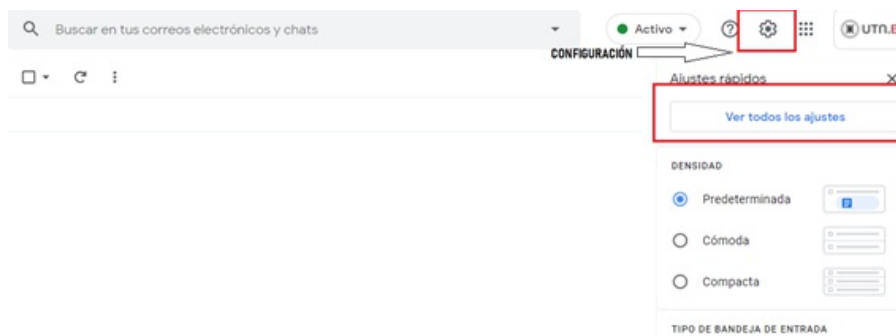 Buscar en tus correos electrónicos y chats
Activo
UTN.
CONFIGURACIÓN
Ajustes rápidos
Ver todos los ajustes
DENSIDAD
Predeterminada
Cómoda
Compacta
TIPO DE BANDEJA DE ENTRADA